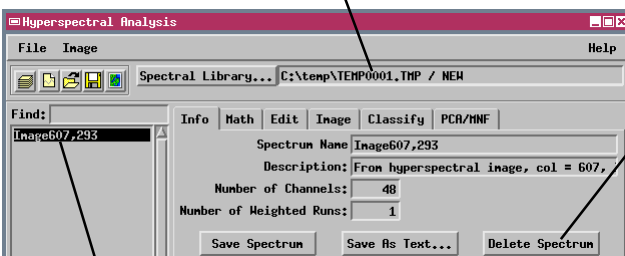 Hyperspectral Analysis
File Image Help
Spectral Library... C:\temp\TEMP0001.TMP / NEW
Find:
Image607,293
Info Math Edit Image Classify PCA/MNF
Spectrum Name Image607,293
Description: From hyperspectral image, col = 607,
Number of Channels: 48
Number of Weighted Runs: 1
Save Spectrum Save As Text... Delete Spectrum